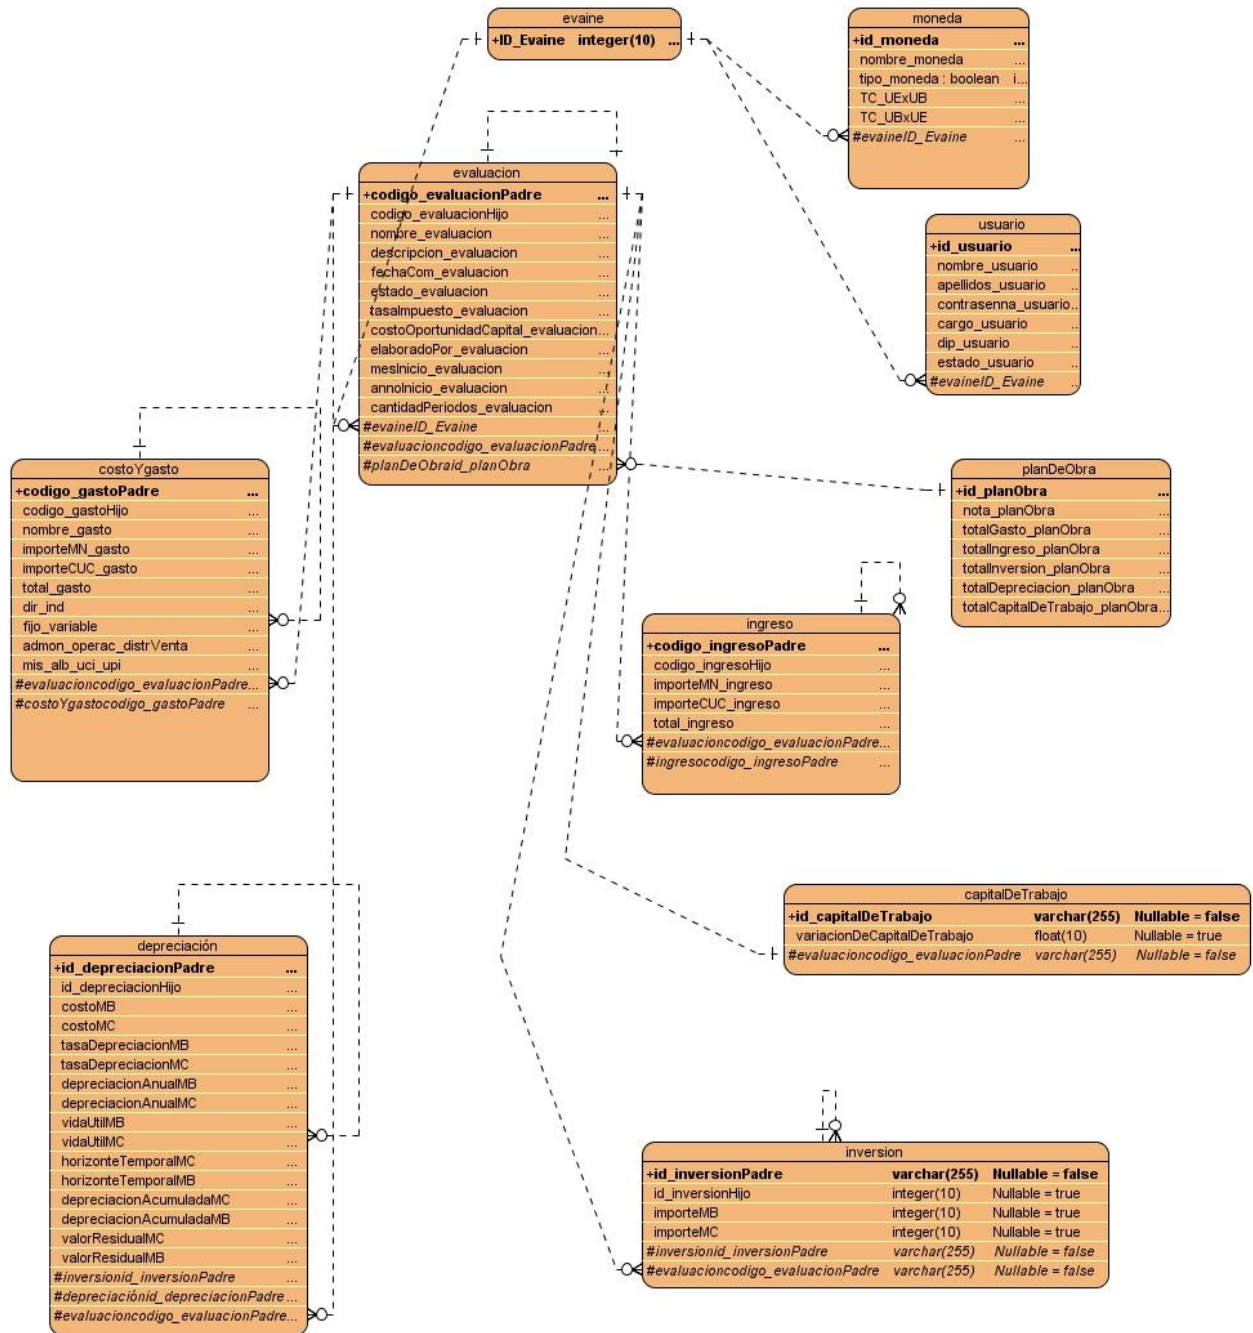 evaine
+ID_Evaine integer(10) ...
moneda
+id_moneda ...
nombre_moneda ...
tipo_moneda : boolean i...
TC_UExUB ...
TC_UBxUE ...
#evaineID_Evaine ...
evaluacion
+codigo_evaluacionPadre ...
codigo_evaluacionHijo ...
nombre_evaluacion ...
descripcion_evaluacion ...
fechaCom_evaluacion ...
estado_evaluacion ...
tasaImpuesto_evaluacion ...
costoOportunidadCapital_evaluacion...
elaboradoPor_evaluacion ...
mesInicio_evaluacion ...
annoInicio_evaluacion ...
cantidadPeriodos_evaluacion ...
#evaineID_Evaine ...
#evaluacioncodigo_evaluacionPadre...
#planDeObraid_planObra ...
usuario
+id_usuario ...
nombre_usuario ..
apellidos_usuario ..
contrasenna_usuario..
cargo_usuario ..
dip_usuario ..
estado_usuario ..
#evaineID_Evaine ..
costoYgasto
+codigo_gastoPadre ...
codigo_gastoHijo ...
nombre_gasto ...
importeMN_gasto ...
importeCUC_gasto ...
total_gasto ...
dir_ind ...
fijo_variable ...
admon_operac_distrVenta ...
mis_alb_uci_upi ...
#evaluacioncodigo_evaluacionPadre...
#costoYgastocodigo_gastoPadre ...
planDeObra
+id_planObra ...
nota_planObra ...
totalGasto_planObra ...
totalIngreso_planObra ...
totalInversion_planObra ...
totalDepreciacion_planObra ...
totalCapitalDeTrabajo_planObra...
ingreso
+codigo_ingresoPadre ...
codigo_ingresoHijo ...
importeMN_ingreso ...
importeCUC_ingreso ...
total_ingreso ...
#evaluacioncodigo_evaluacionPadre...
#ingresocodigo_ingresoPadre ...
capitalDeTrabajo
+id_capitalDeTrabajo varchar(255) Nullable = false
variacionDeCapitalDeTrabajo float(10) Nullable = true
#evaluacioncodigo_evaluacionPadre varchar(255) Nullable = false
depreciación
+id_depreciacionPadre ...
id_depreciacionHijo ...
costoMB ...
costoMC ...
tasaDepreciacionMB ...
tasaDepreciacionMC ...
depreciacionAnualMB ...
depreciacionAnualMC ...
vidaUtilMB ...
vidaUtilMC ...
horizonteTemporalMC ...
horizonteTemporalMB ...
depreciacionAcumuladaMC ...
depreciacionAcumuladaMB ...
valorResidualMC ...
valorResidualMB ...
#inversionid_inversionPadre ...
#depreciaciónid_depreciacionPadre...
#evaluacioncodigo_evaluacionPadre...
inversion
+id_inversionPadre varchar(255) Nullable = false
id_inversionHijo integer(10) Nullable = true
importeMB integer(10) Nullable = true
importeMC integer(10) Nullable = true
#inversionid_inversionPadre varchar(255) Nullable = false
#evaluacioncodigo_evaluacionPadre varchar(255) Nullable = false